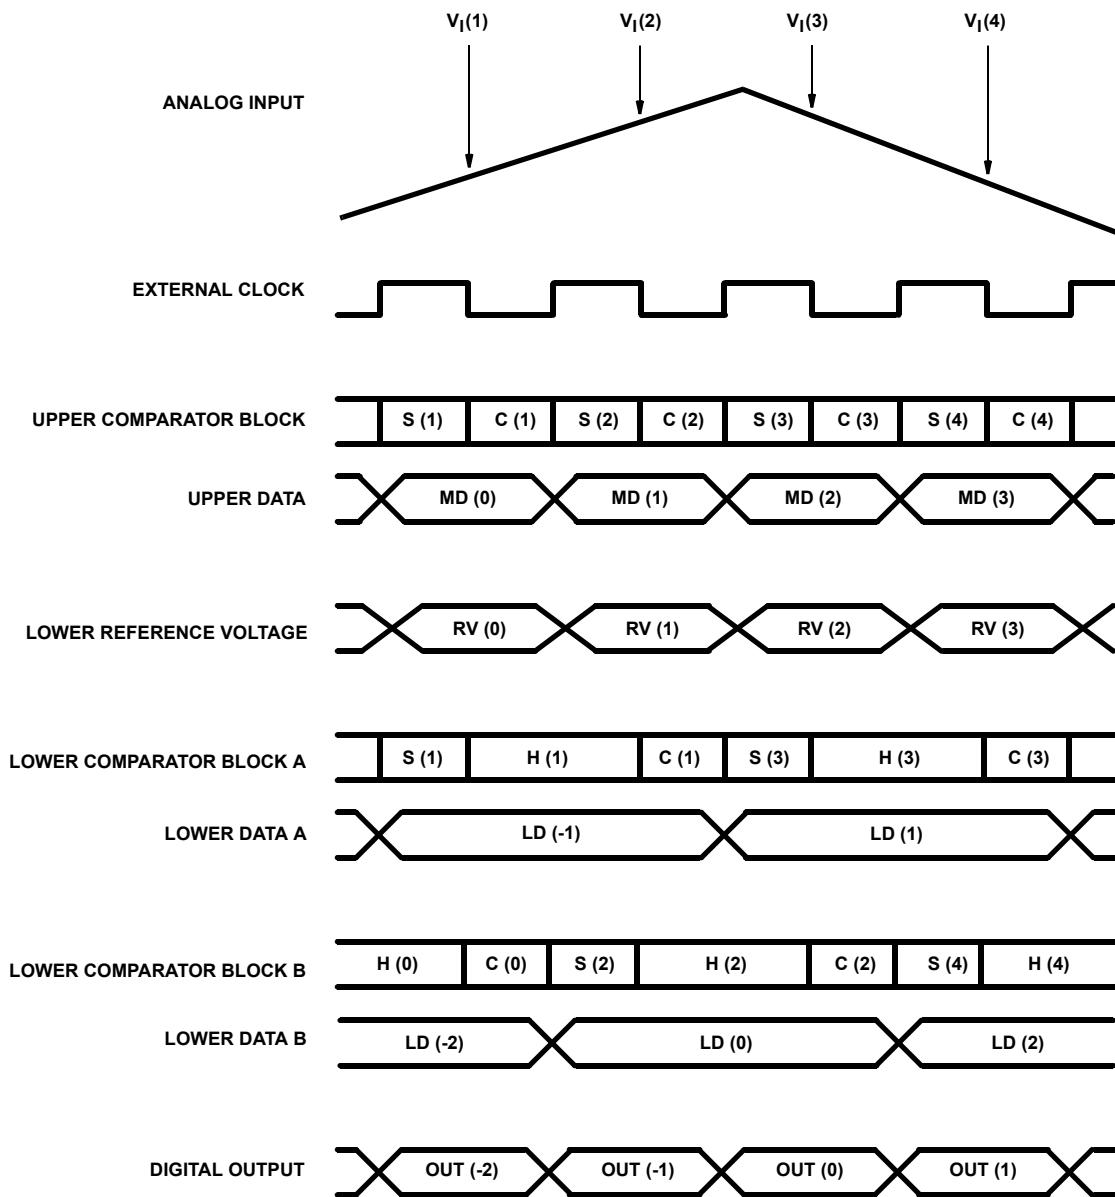 V_I(1) V_I(2) V_I(3) V_I(4)
ANALOG INPUT
EXTERNAL CLOCK
UPPER COMPARATOR BLOCK S (1) C (1) S (2) C (2) S (3) C (3) S (4) C (4)
UPPER DATA MD (0) MD (1) MD (2) MD (3)
LOWER REFERENCE VOLTAGE RV (0) RV (1) RV (2) RV (3)
LOWER COMPARATOR BLOCK A S (1) H (1) C (1) S (3) H (3) C (3)
LOWER DATA A LD (-1) LD (1)
LOWER COMPARATOR BLOCK B H (0) C (0) S (2) H (2) C (2) S (4) H (4)
LOWER DATA B LD (-2) LD (0) LD (2)
DIGITAL OUTPUT OUT (-2) OUT (-1) OUT (0) OUT (1)